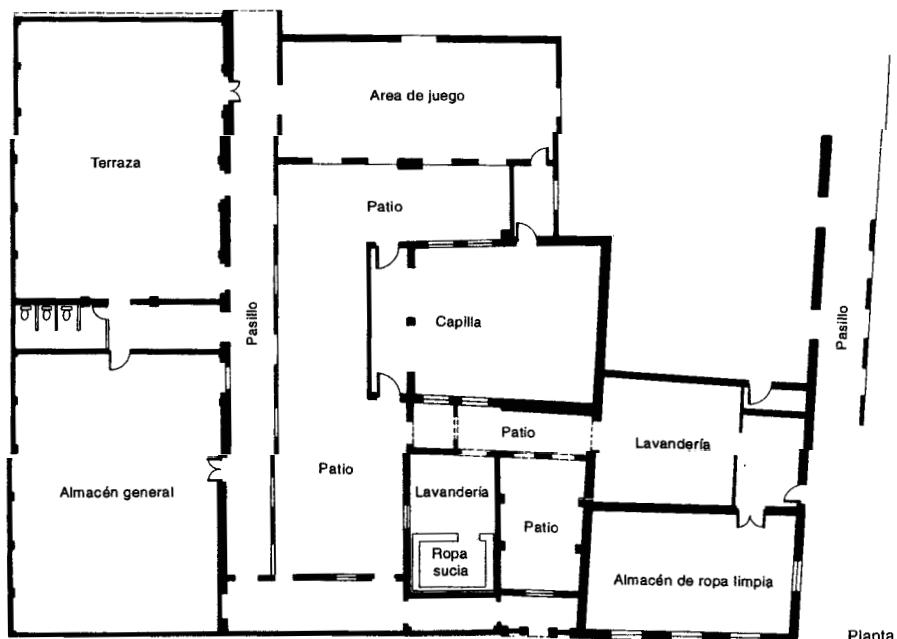 Area de juego
Terraza
Patio
Pasillo
Capilla
Pasillo
Patio
Lavandería
Patio
Almacén general
Lavandería
Patio
Ropa
sucia
Almacén de ropa limpia
Planta